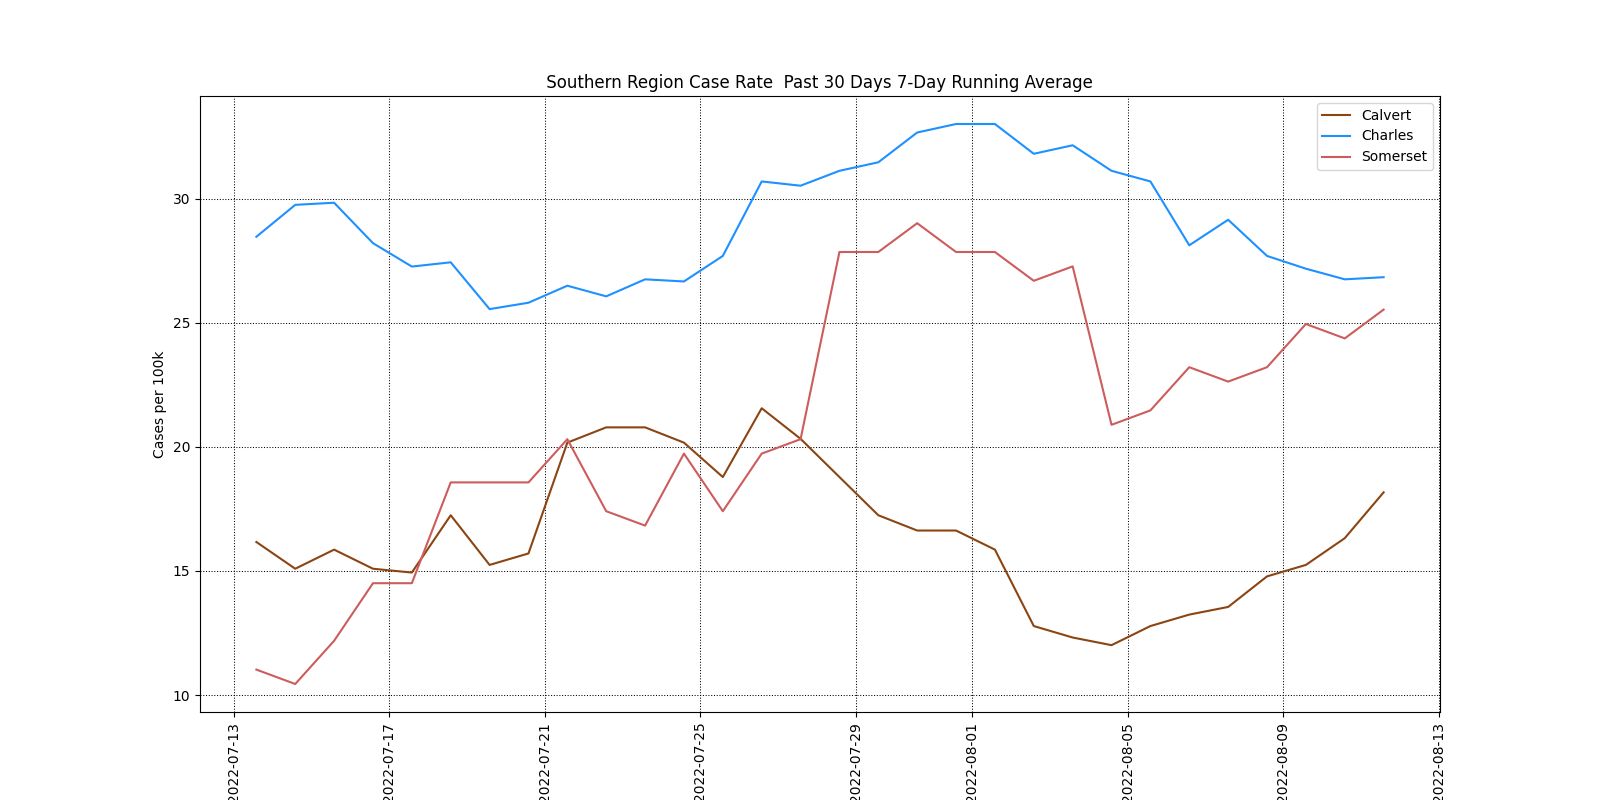 Southern Region Case Rate  Past 30 Days 7-Day Running Average
Calvert
Charles
Somerset
30
25
20
15
10
Cases per 100k
2022-07-13
2022-07-17
2022-07-21
2022-07-25
2022-07-29
2022-08-01
2022-08-05
2022-08-09
2022-08-13